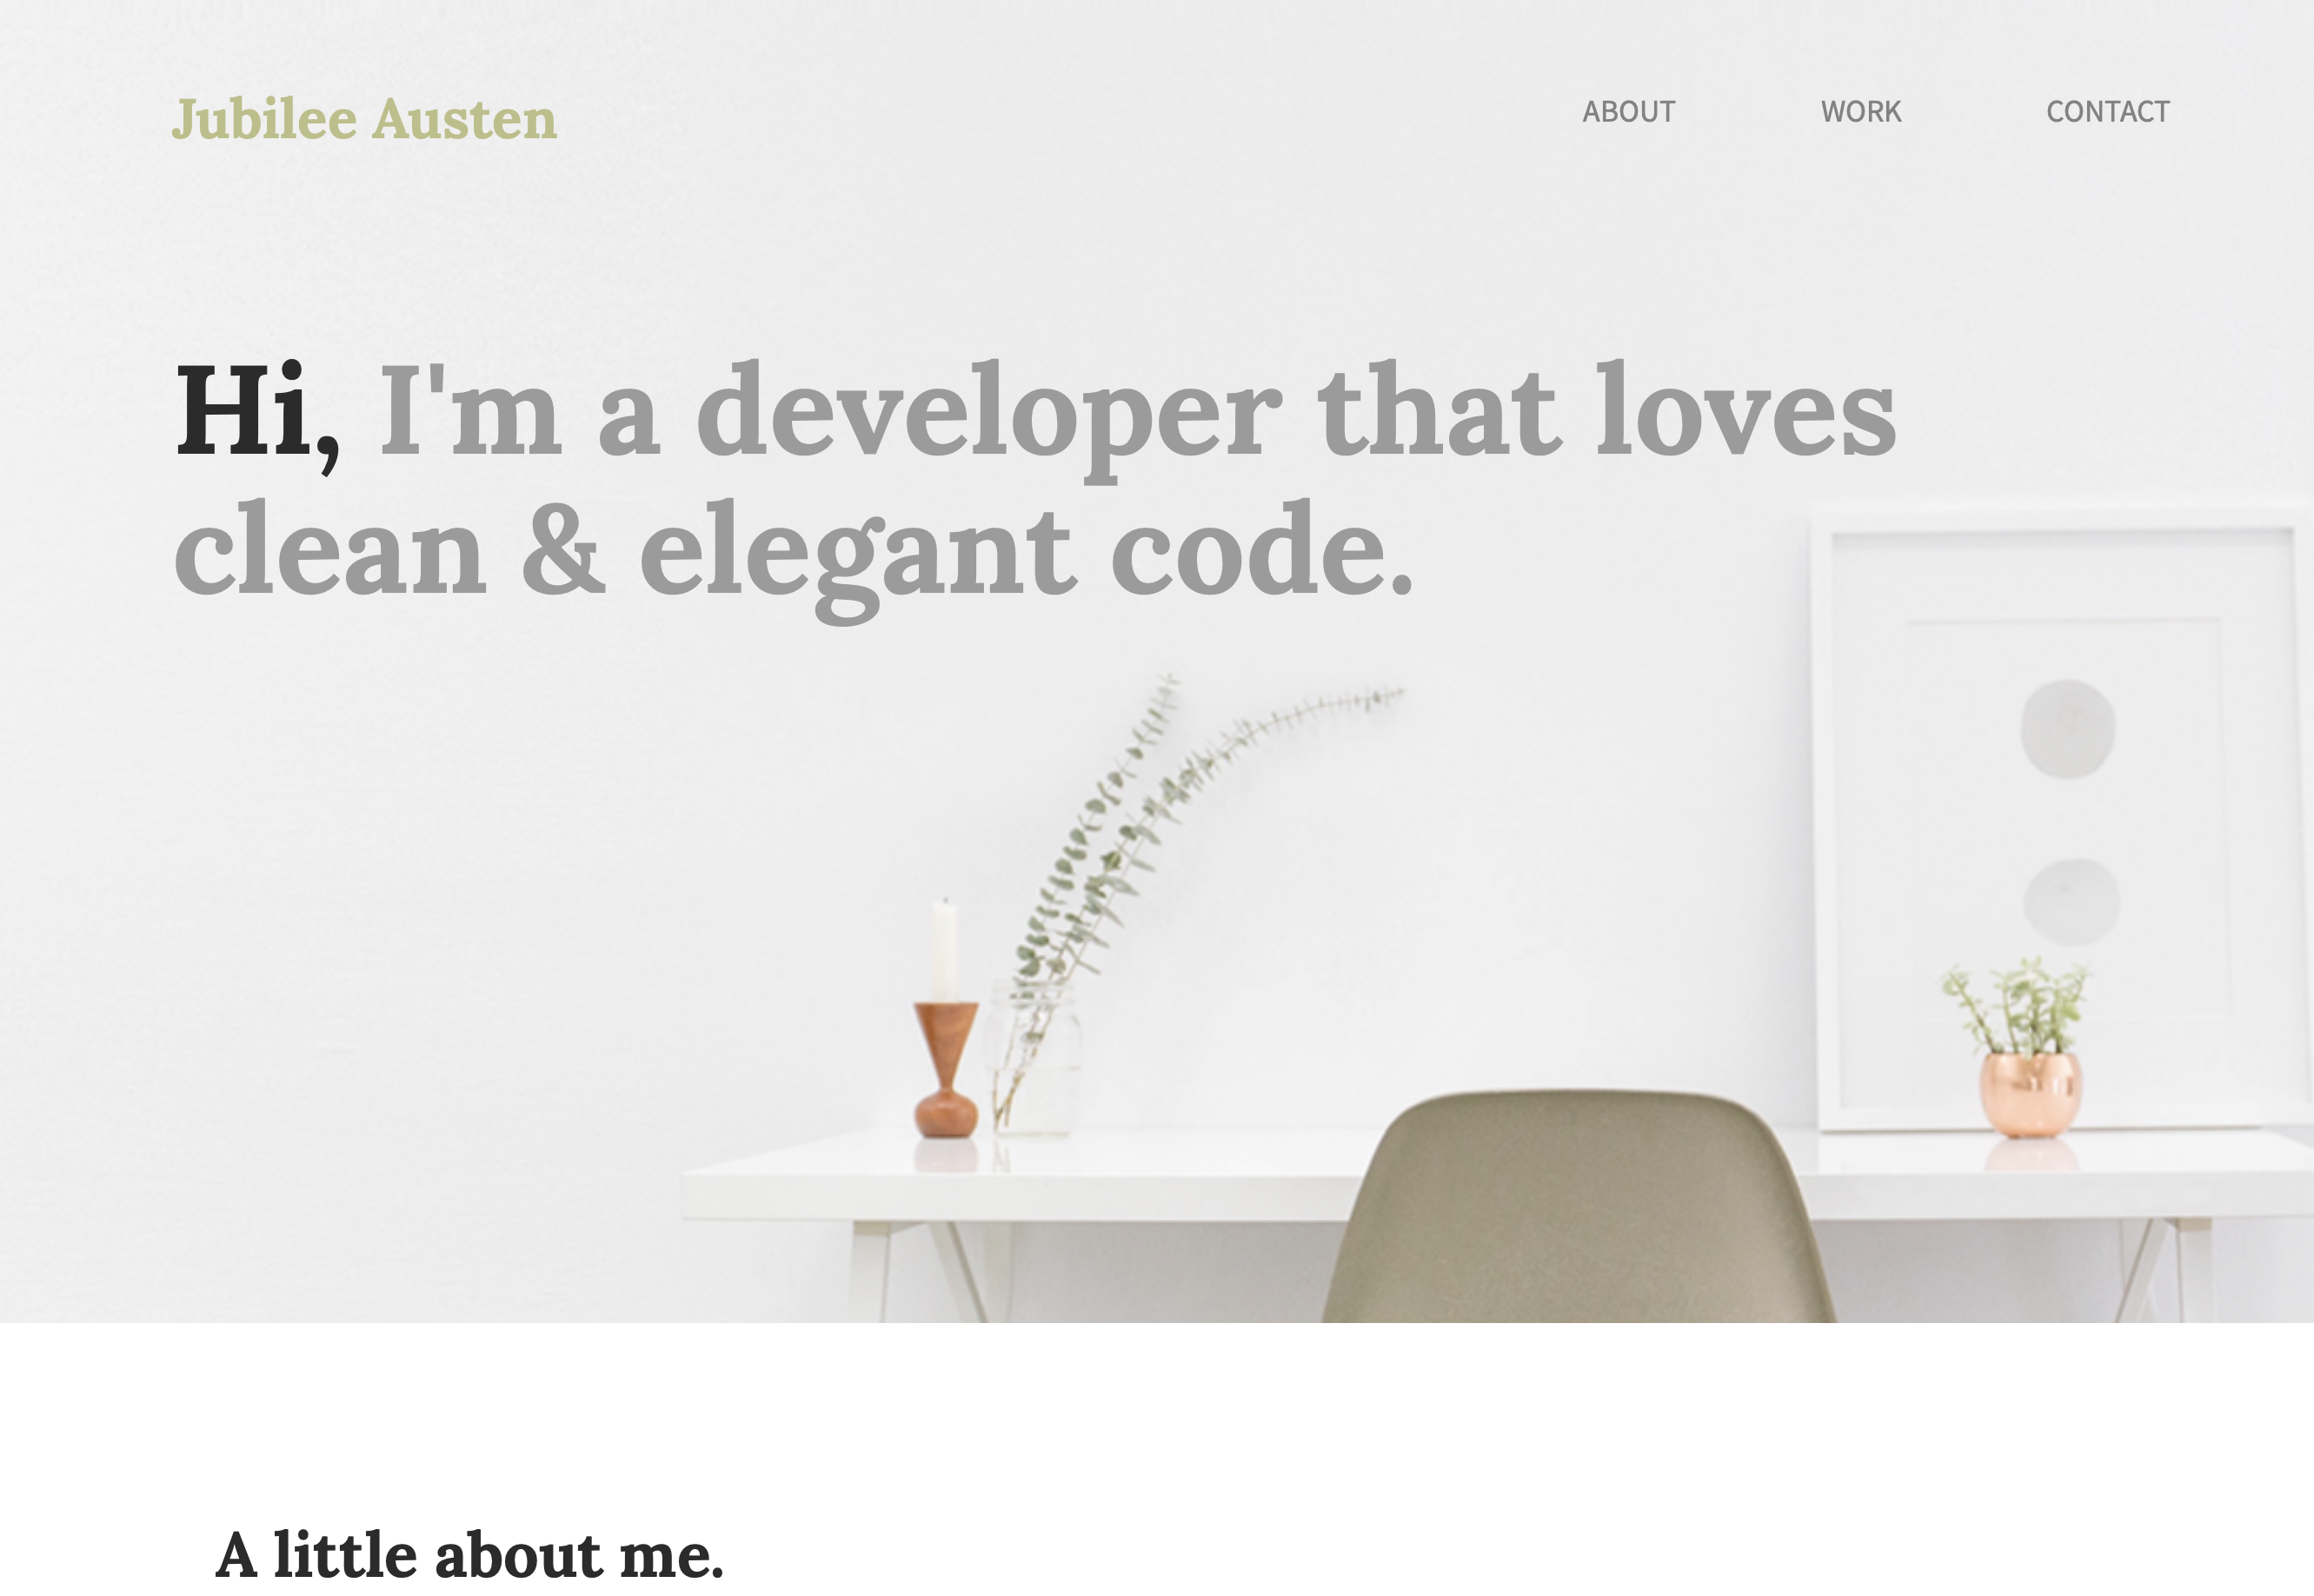 Jubilee Austen
ABOUT WORK CONTACT
Hi, I'm a developer that loves
clean & elegant code.
A little about me.